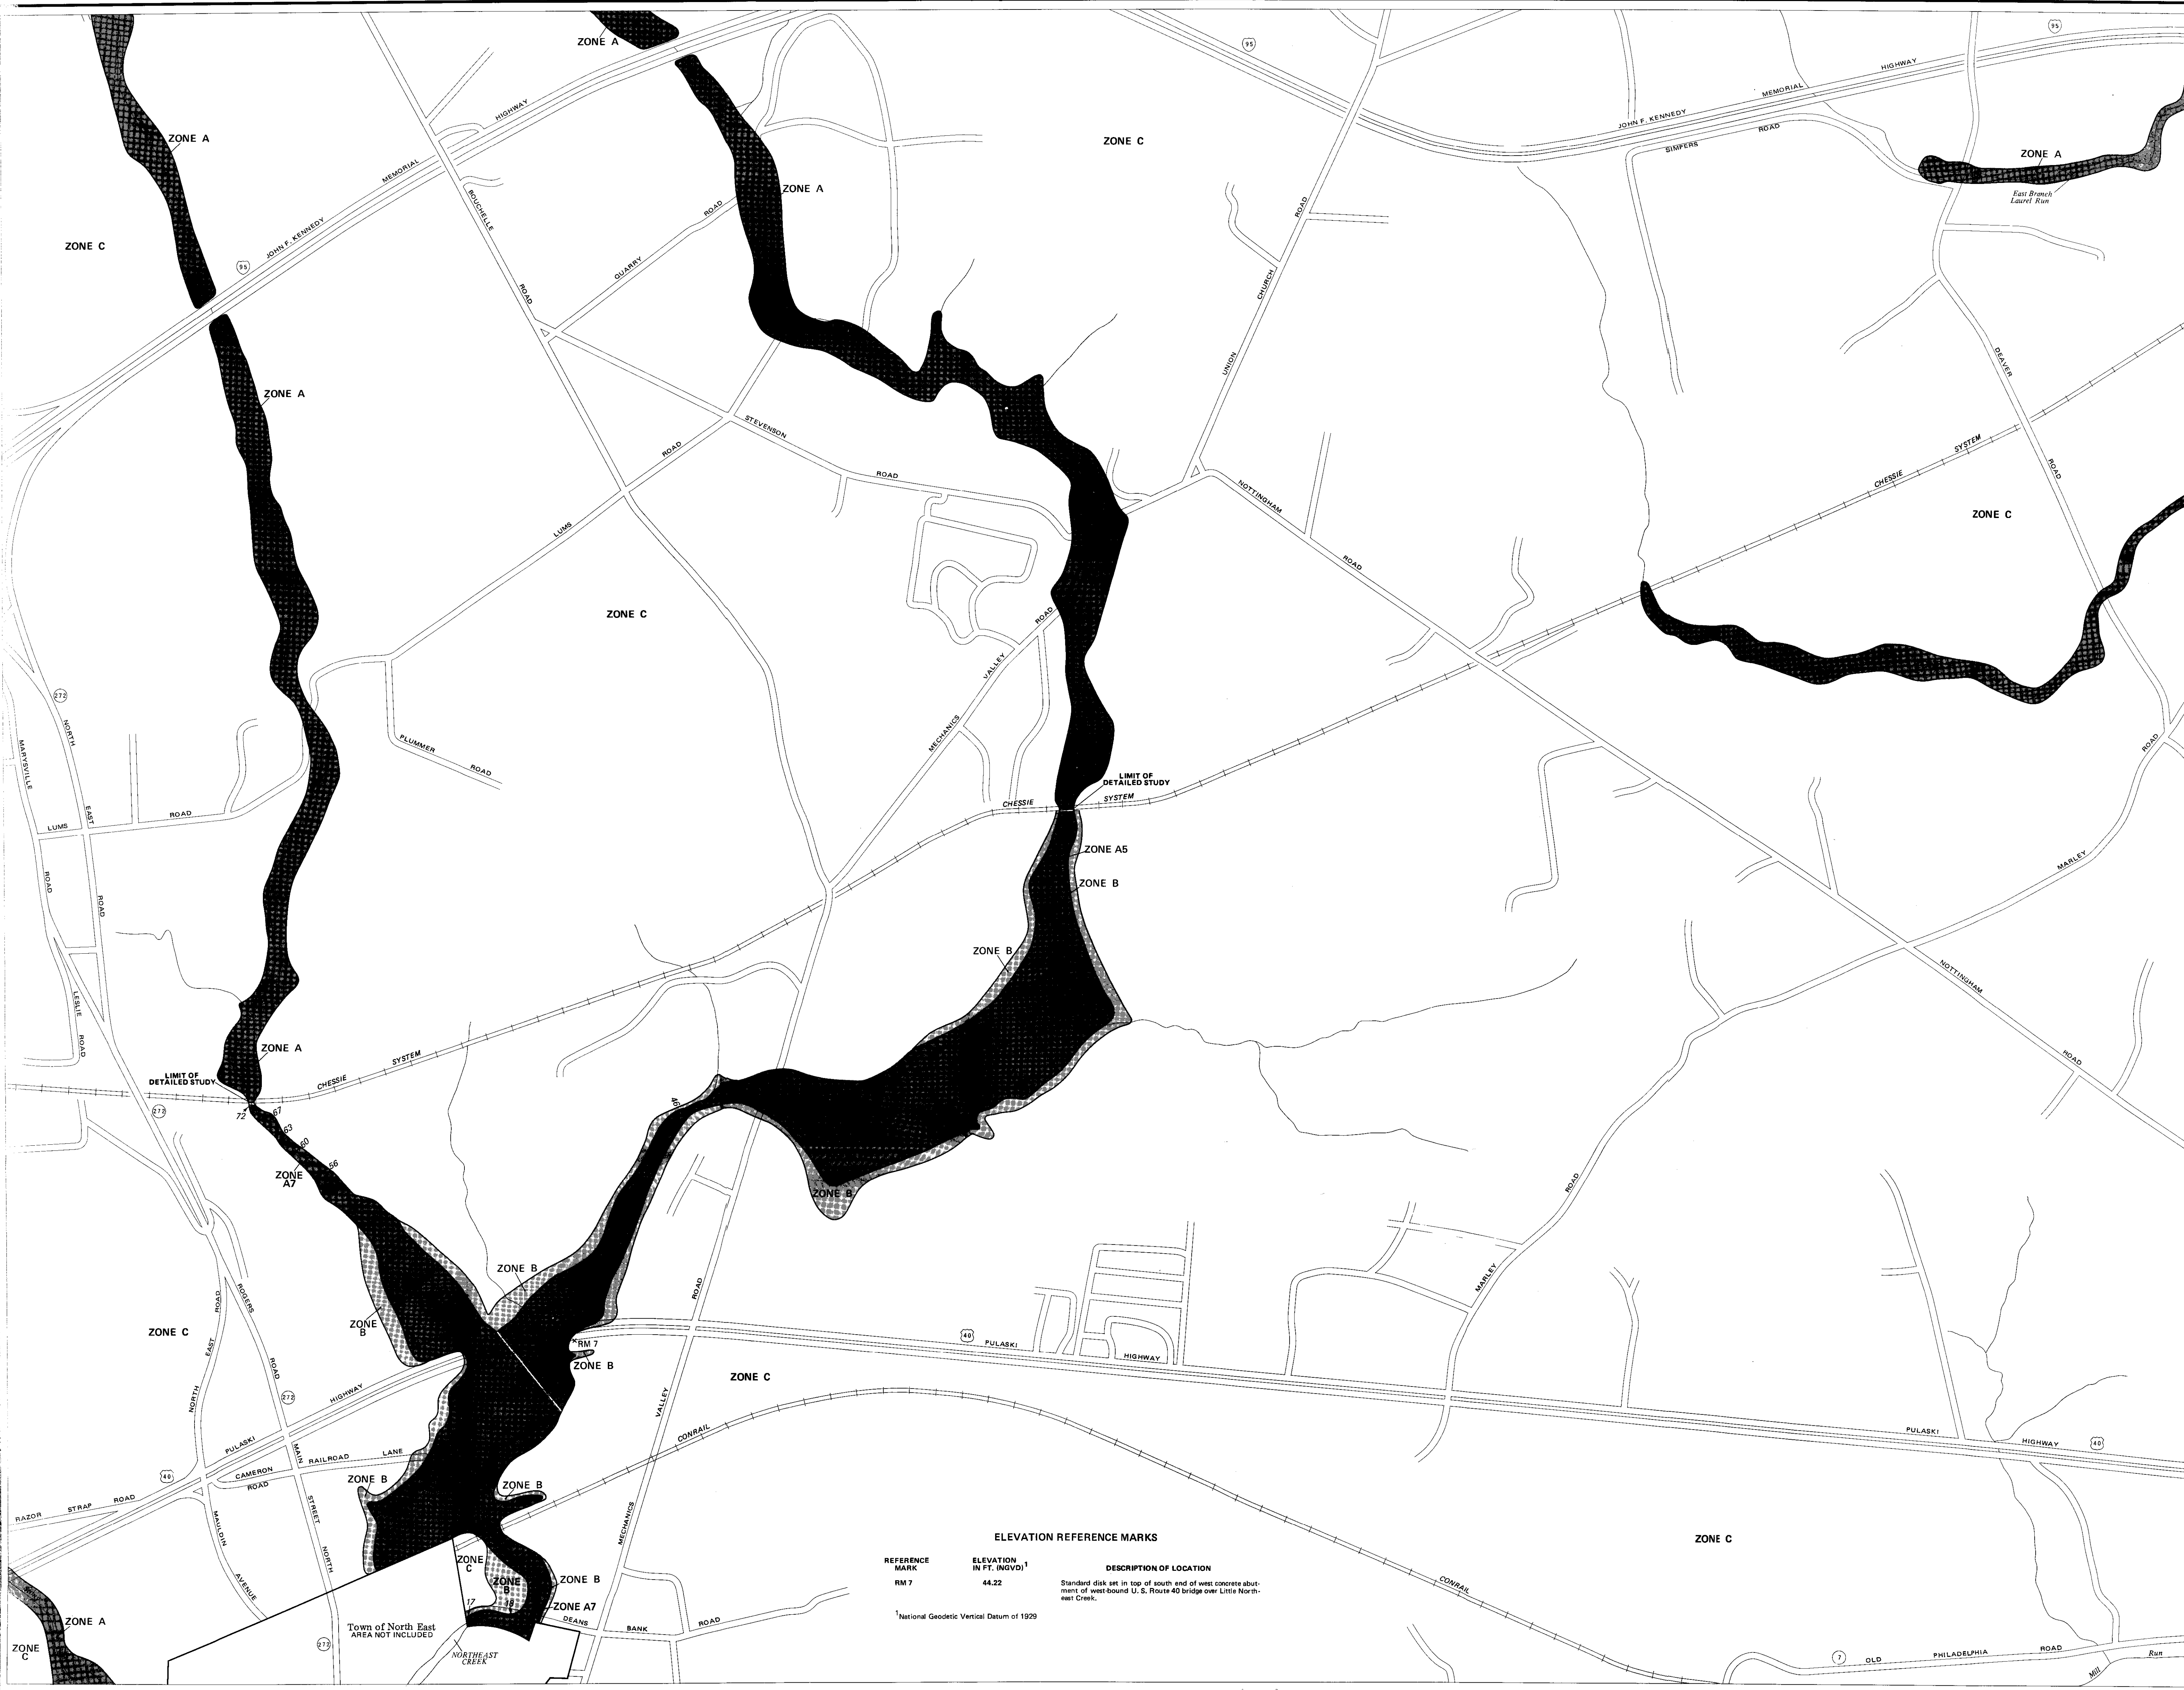 ZONE A
95
95
HIGHWAY
MEMORIAL
JOHN F. KENNEDY
ROAD
SIMPERS
ZONE A
East Branch
Laurel Run
HIGHWAY
ZONE A
ZONE C
MEMORIAL
ZONE A
BOUCHELLE
ROAD
ROAD
ZONE C
JOHN F. KENNEDY
95
QUARRY
ROAD
CHURCH
UNION
DEAVER
ZONE A
STEVENSON
ROAD
ROAD
LUMS
NOTTINGHAM
ROAD
CHESSIE
SYSTEM
ROAD
ZONE C
ZONE C
ROAD
VALLEY
MECHANICS
272
NORTH
EAST
ROAD
MARYSVILLE
ROAD
PLUMMER
ROAD
LUMS
ROAD
LIMIT OF
DETAILED STUDY
CHESSIE
SYSTEM
ROAD
MARLEY
ZONE A5
ZONE B
ZONE B
NOTTINGHAM
ROAD
LESLIE
ROAD
ZONE A
LIMIT OF
DETAILED STUDY
CHESSIE
SYSTEM
272
72
67
63
60
56
46
ZONE
A7
ZONE B
ROAD
MARLEY
ZONE B
ROAD
ROGERS
ROAD
EAST
NORTH
ZONE C
ZONE
B
RM 7
ZONE B
40
PULASKI
HIGHWAY
ZONE C
272
HIGHWAY
PULASKI
VALLEY
CONRAIL
PULASKI
HIGHWAY
40
MAIN
STREET
NORTH
RAILROAD
LANE
CAMERON
ROAD
40
RAZOR
STRAP
ROAD
MAULDIN
AVENUE
ZONE B
ZONE B
MECHANICS
ZONE C
ELEVATION REFERENCE MARKS
REFERENCE
MARK
ELEVATION
IN FT. (NGVD)1
DESCRIPTION OF LOCATION
RM 7
44.22
Standard disk set in top of south end of west concrete abut-
ment of west-bound U. S. Route 40 bridge over Little North-
east Creek.
1National Geodetic Vertical Datum of 1929
CONRAIL
ZONE
C
ZONE
B
ZONE B
17
18
ZONE A7
DEANS
BANK
ROAD
ZONE A
ZONE
C
Town of North East
AREA NOT INCLUDED
272
NORTHEAST
CREEK
7
OLD
PHILADELPHIA
ROAD
Mill
Run